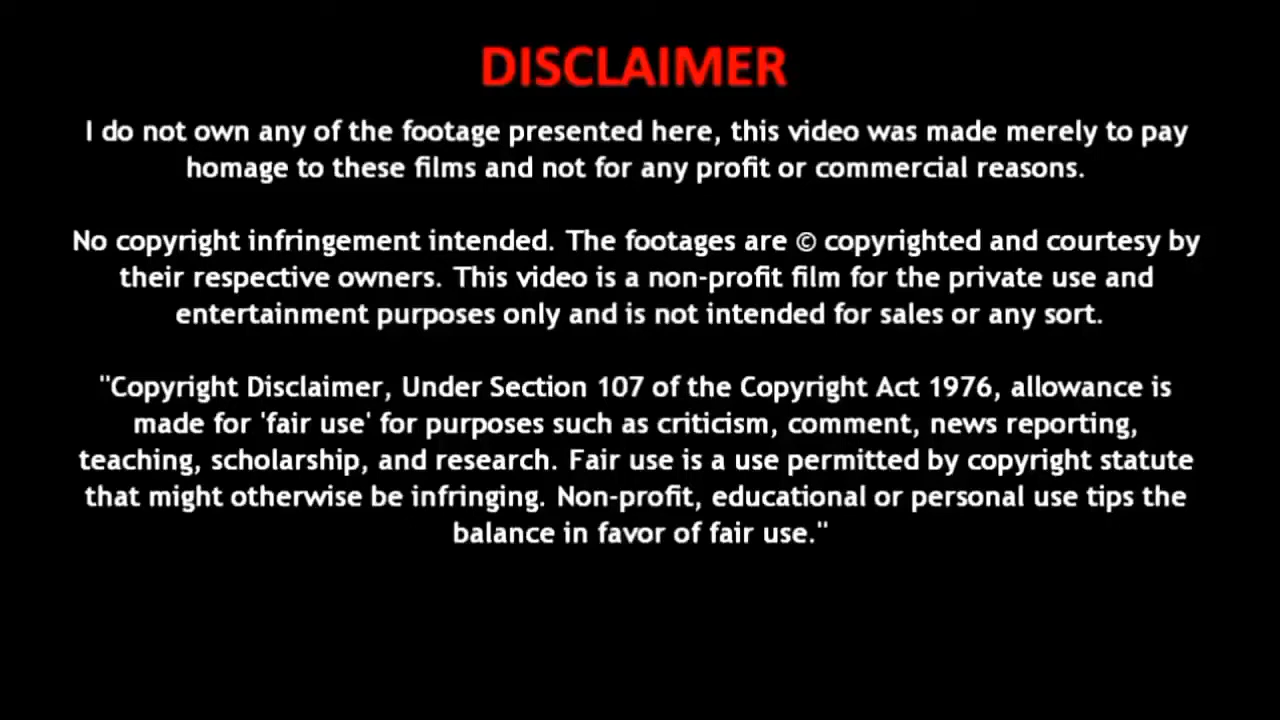 DISCLAIMER
I do not own any of the footage presented here, this video was made merely to pay
homage to these films and not for any profit or commercial reasons.
No copyright infringement intended. The footages are © copyrighted and courtesy by
their respective owners. This video is a non-profit film for the private use and
entertainment purposes only and is not intended for sales or any sort.
"Copyright Disclaimer, Under Section 107 of the Copyright Act 1976, allowance is
made for 'fair use' for purposes such as criticism, comment, news reporting,
teaching, scholarship, and research. Fair use is a use permitted by copyright statute
that might otherwise be infringing. Non-profit, educational or personal use tips the
balance in favor of fair use."